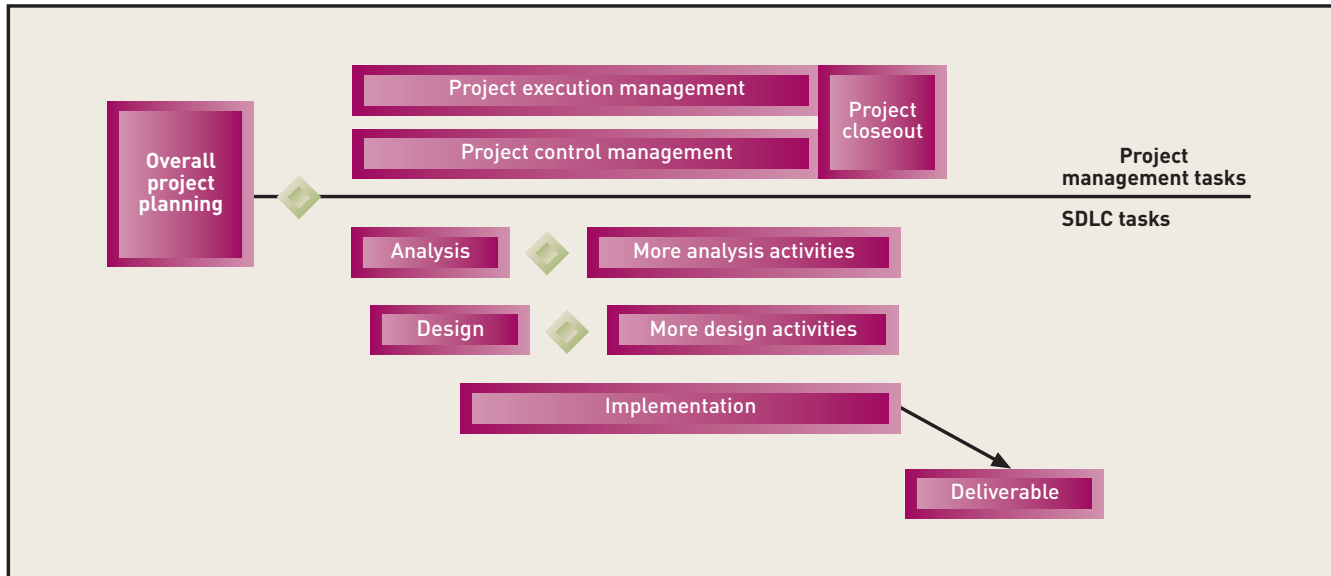 Project execution management
Project
closeout
Project control management
Overall
project
planning
Project
management tasks
SDLC tasks
Analysis
More analysis activities
Design
More design activities
Implementation
Deliverable